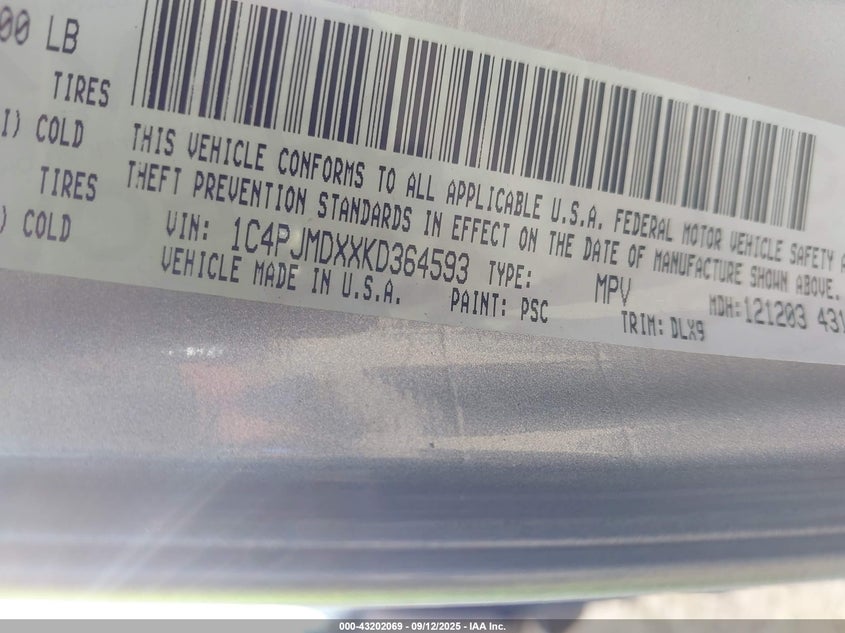 00 LB
TIRES
I) COLD
TIRES
) COLD
THIS VEHICLE CONFORMS TO ALL APPLICABLE U.S.A. FEDERAL MOTOR VEHICLE SAFETY A
THEFT PREVENTION STANDARDS IN EFFECT ON THE DATE OF MANUFACTURE SHOWN ABOVE.
VIN: 1C4PJMDXXKD364593 TYPE: MPV MDH:121203 431
VEHICLE MADE IN U.S.A. PAINT: PSC TRIM: DLX9
000-43202069 - 09/12/2025 - IAA Inc.